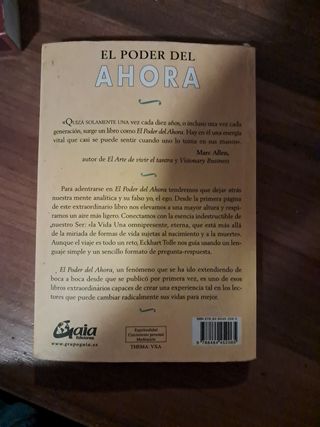 EL PODER DEL
AHORA
«QUIZÁ SOLAMENTE UNA vez cada diez años, o incluso una vez cada
generación, surge un libro como El Poder del Ahora. Hay en él una energía
vital que casi se puede sentir cuando uno lo toma en sus manos».
Marc Allen,
autor de El Arte de vivir el tantra y Visionary Business
Para adentrarse en El Poder del Ahora tendremos que dejar atrás
nuestra mente analítica y su falso yo, el ego. Desde la primera página de
este extraordinario libro nos elevamos a una mayor altura y respi-
ramos un aire más ligero. Conectamos con la esencia indestructible de
nuestro Ser: «la Vida Una omnipresente, eterna, que está más allá
de la miríada de formas de vida sujetas al nacimiento y a la muerte».
Aunque el viaje es todo un reto, Eckhart Tolle nos guía usando un len-
guaje simple y un sencillo formato de pregunta-respuesta.
El Poder del Ahora, un fenómeno que se ha ido extendiendo de
boca a boca desde que se publicó por primera vez, es uno de esos
libros extraordinarios capaces de crear una experiencia tal en los lec-
tores que puede cambiar radicalmente sus vidas para mejor.
Gaia
Ediciones
www.grupogaia.es
Espiritualidad
Crecimiento personal
Meditación
THEMA: VXA